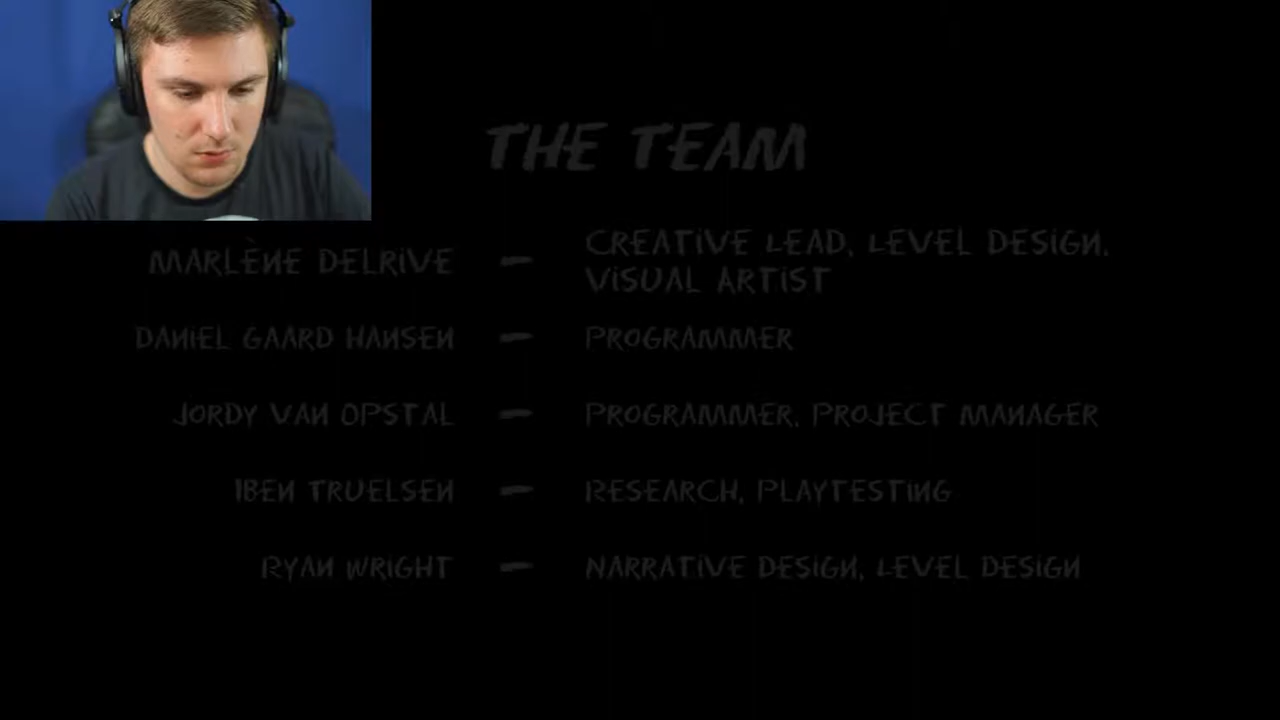 THE TEAM
MARLÈNE DELRIVE - CREATIVE LEAD, LEVEL DESIGN,
VISUAL ARTIST
DANIEL GAARD HANSEN - PROGRAMMER
JORDY VAN OPSTAL - PROGRAMMER, PROJECT MANAGER
IBEN TRUELSEN - RESEARCH, PLAYTESTING
RYAN WRIGHT - NARRATIVE DESIGN, LEVEL DESIGN